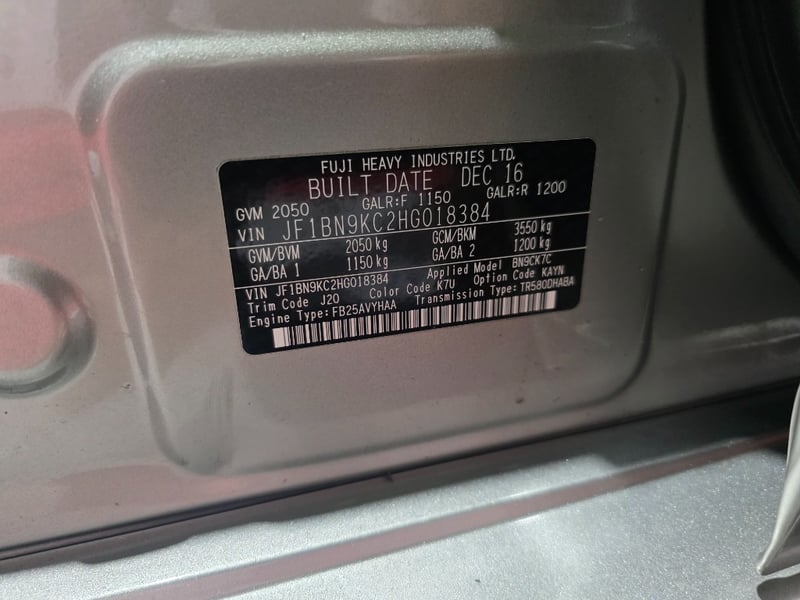 FUJI HEAVY INDUSTRIES LTD.
BUILT DATE DEC 16
GVM 2050 GALR:F 1150 GALR:R 1200
VIN JF1BN9KC2HG018384
GVM/BVM 2050 kg GCM/BKM 3550 kg
GA/BA 1 1150 kg GA/BA 2 1200 kg
VIN JF1BN9KC2HG018384 Applied Model BN9CK7C
Trim Code J20 Color Code K7U Option Code KAYN
Engine Type:FB25AVYHAA Transmission Type:TR580DHABA